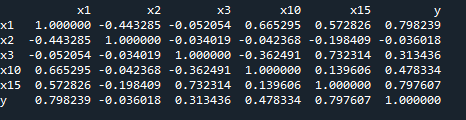 x1 x2 x3 x10 x15 y
x1 1.000000 -0.443285 -0.052054 0.665295 0.572826 0.798239
x2 -0.443285 1.000000 -0.034019 -0.042368 -0.198409 -0.036018
x3 -0.052054 -0.034019 1.000000 -0.362491 0.732314 0.313436
x10 0.665295 -0.042368 -0.362491 1.000000 0.139606 0.478334
x15 0.572826 -0.198409 0.732314 0.139606 1.000000 0.797607
y 0.798239 -0.036018 0.313436 0.478334 0.797607 1.000000